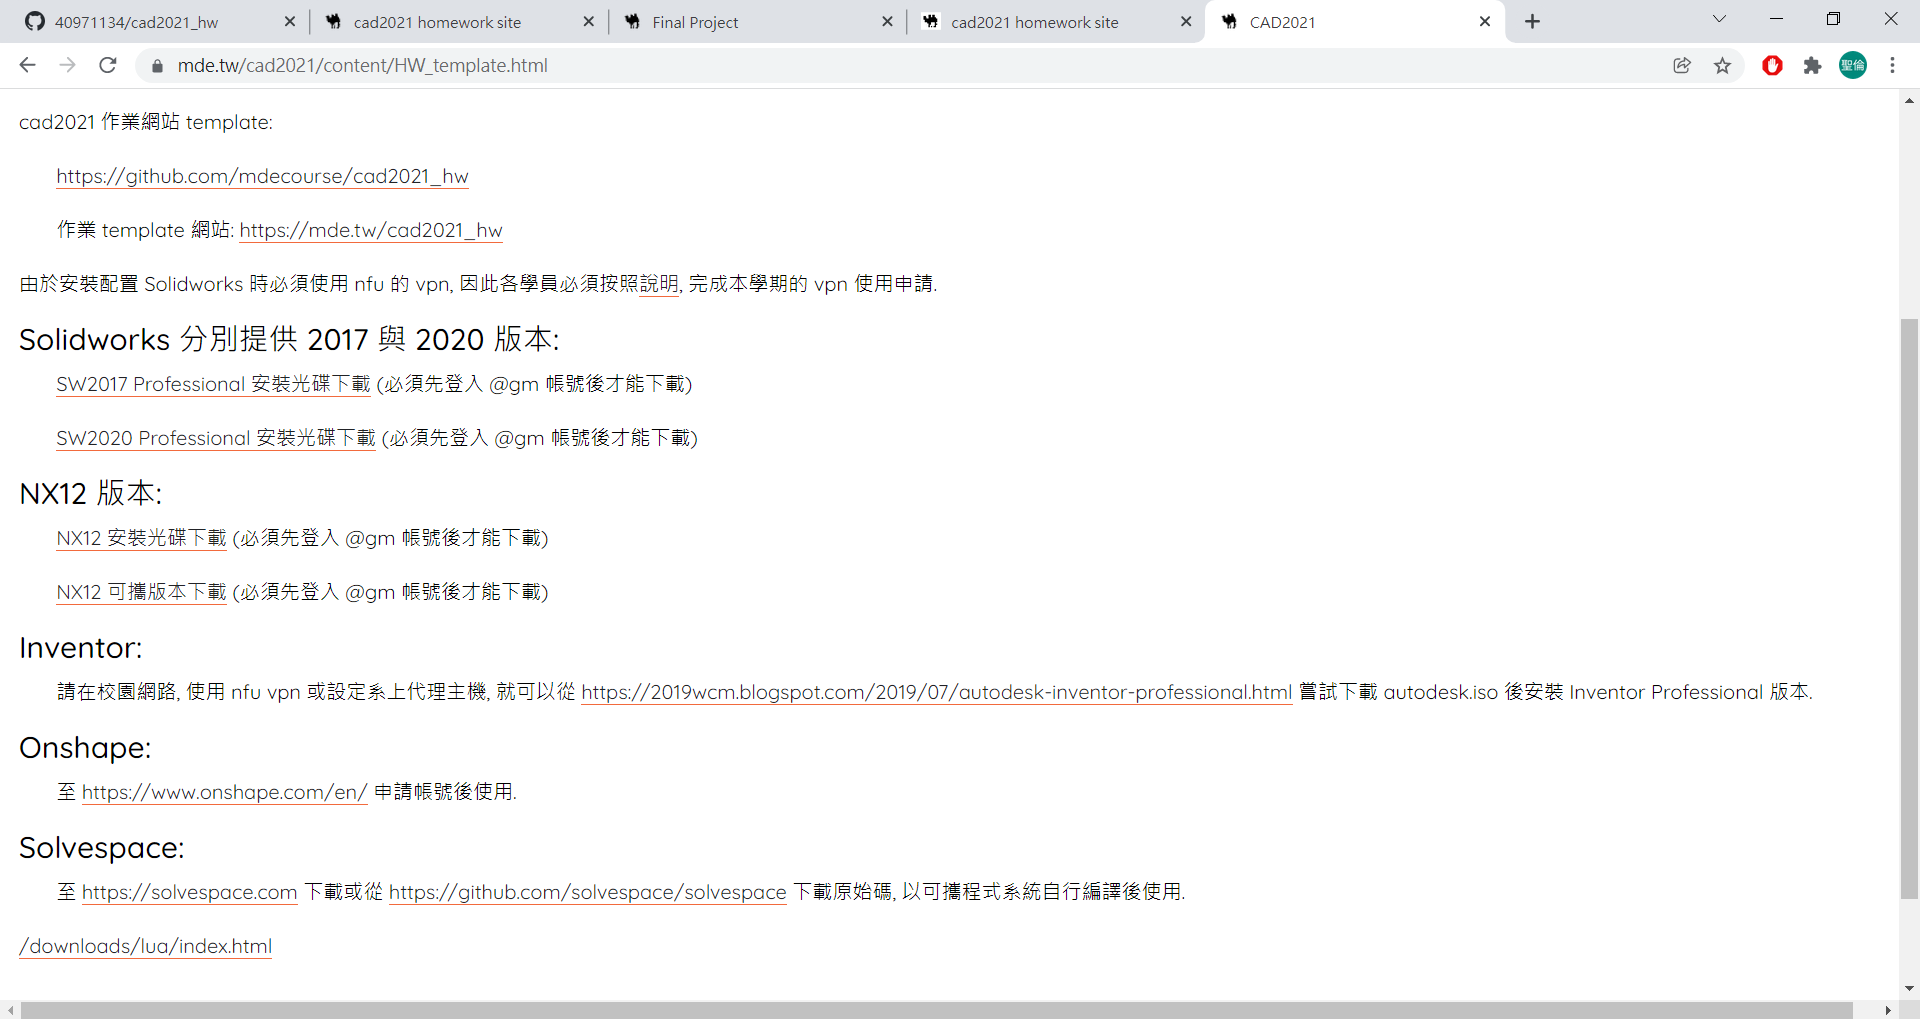 40971134/cad2021_hw
cad2021 homework site
Final Project
cad2021 homework site
CAD2021
mde.tw/cad2021/content/HW_template.html
聖倫
cad2021 作業網站 template:
https://github.com/mdecourse/cad2021_hw
作業 template 網站: https://mde.tw/cad2021_hw
由於安裝配置 Solidworks 時必須使用 nfu 的 vpn, 因此各學員必須按照說明, 完成本學期的 vpn 使用申請.
Solidworks 分別提供 2017 與 2020 版本:
SW2017 Professional 安裝光碟下載 (必須先登入 @gm 帳號後才能下載)
SW2020 Professional 安裝光碟下載 (必須先登入 @gm 帳號後才能下載)
NX12 版本:
NX12 安裝光碟下載 (必須先登入 @gm 帳號後才能下載)
NX12 可攜版本下載 (必須先登入 @gm 帳號後才能下載)
Inventor:
請在校園網路, 使用 nfu vpn 或設定系上代理主機, 就可以從 https://2019wcm.blogspot.com/2019/07/autodesk-inventor-professional.html 嘗試下載 autodesk.iso 後安裝 Inventor Professional 版本.
Onshape:
至 https://www.onshape.com/en/ 申請帳號後使用.
Solvespace:
至 https://solvespace.com 下載或從 https://github.com/solvespace/solvespace 下載原始碼, 以可攜程式系統自行編譯後使用.
/downloads/lua/index.html